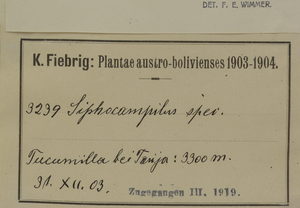 DET. F. E. WIMMER.
K. Fiebrig: Plantae austro-bolivienses 1903-1904.
3239 Siphocampilus spec.
Tucumilla bei Tarija: 3300 m.
31. XII. 03.
Zugegangen III. 1919.